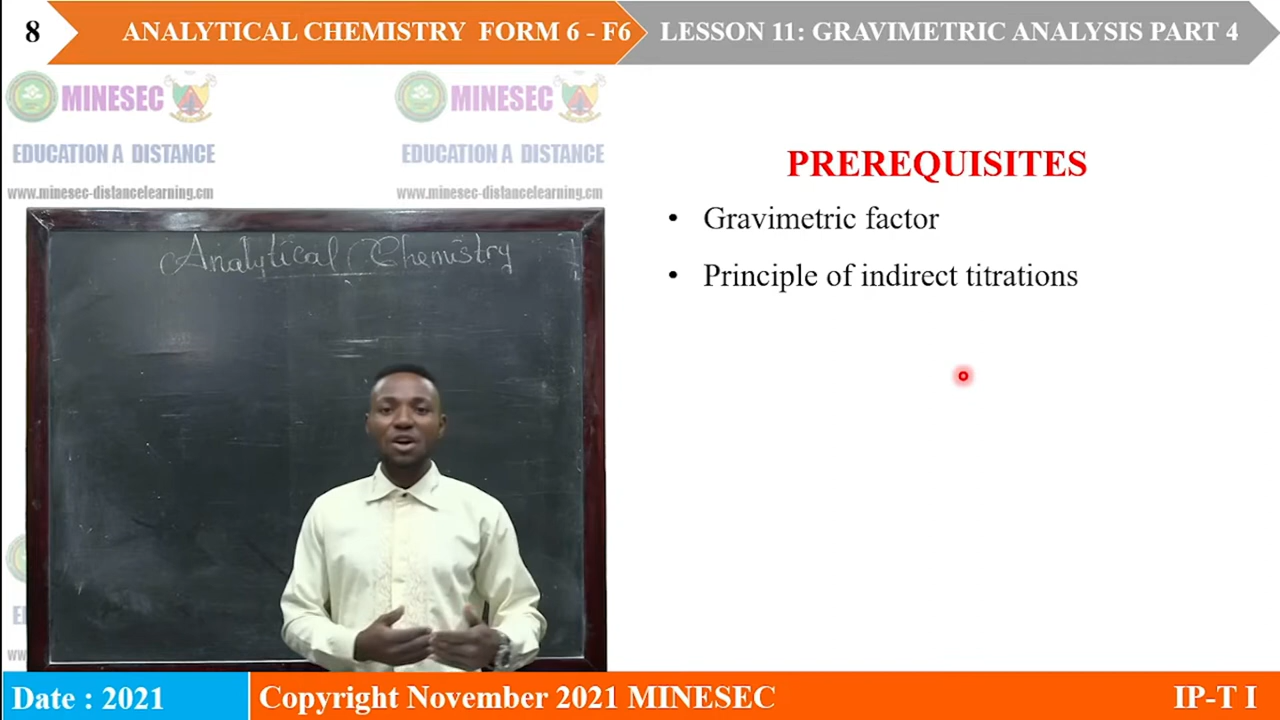 8
ANALYTICAL CHEMISTRY FORM 6 - F6
LESSON 11: GRAVIMETRIC ANALYSIS PART 4
MINESEC
MINESEC
EDUCATION A DISTANCE
EDUCATION A DISTANCE
www.minesec-distancelearning.cm
www.minesec-distancelearning.cm
Analytical Chemistry
PREREQUISITES
• Gravimetric factor
• Principle of indirect titrations
Date : 2021
Copyright November 2021 MINESEC
IP-T I